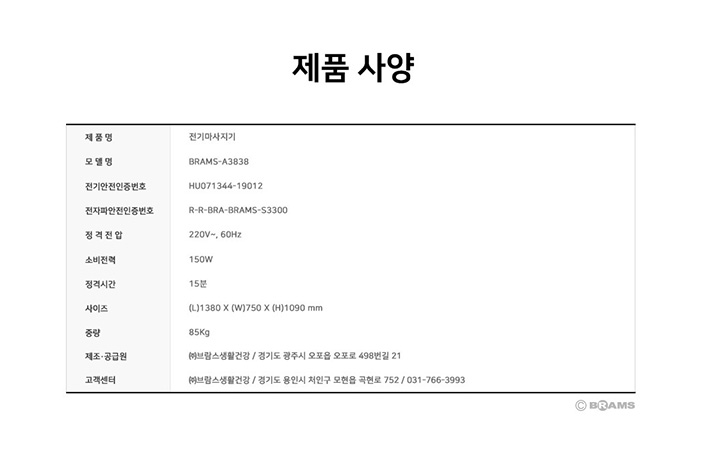 제품 사양
제 품 명 전기마사지기
모 델 명 BRAMS-A3838
전기안전인증번호 HU071344-19012
전자파안전인증번호 R-R-BRA-BRAMS-S3300
정 격 전 압 220V~, 60Hz
소비전력 150W
정격시간 15분
사이즈 (L)1380 X (W)750 X (H)1090 mm
중량 85Kg
제조·공급원 ㈜브람스생활건강 / 경기도 광주시 오포읍 오포로 498번길 21
고객센터 ㈜브람스생활건강 / 경기도 용인시 처인구 모현읍 곡현로 752 / 031-766-3993
© BRAMS